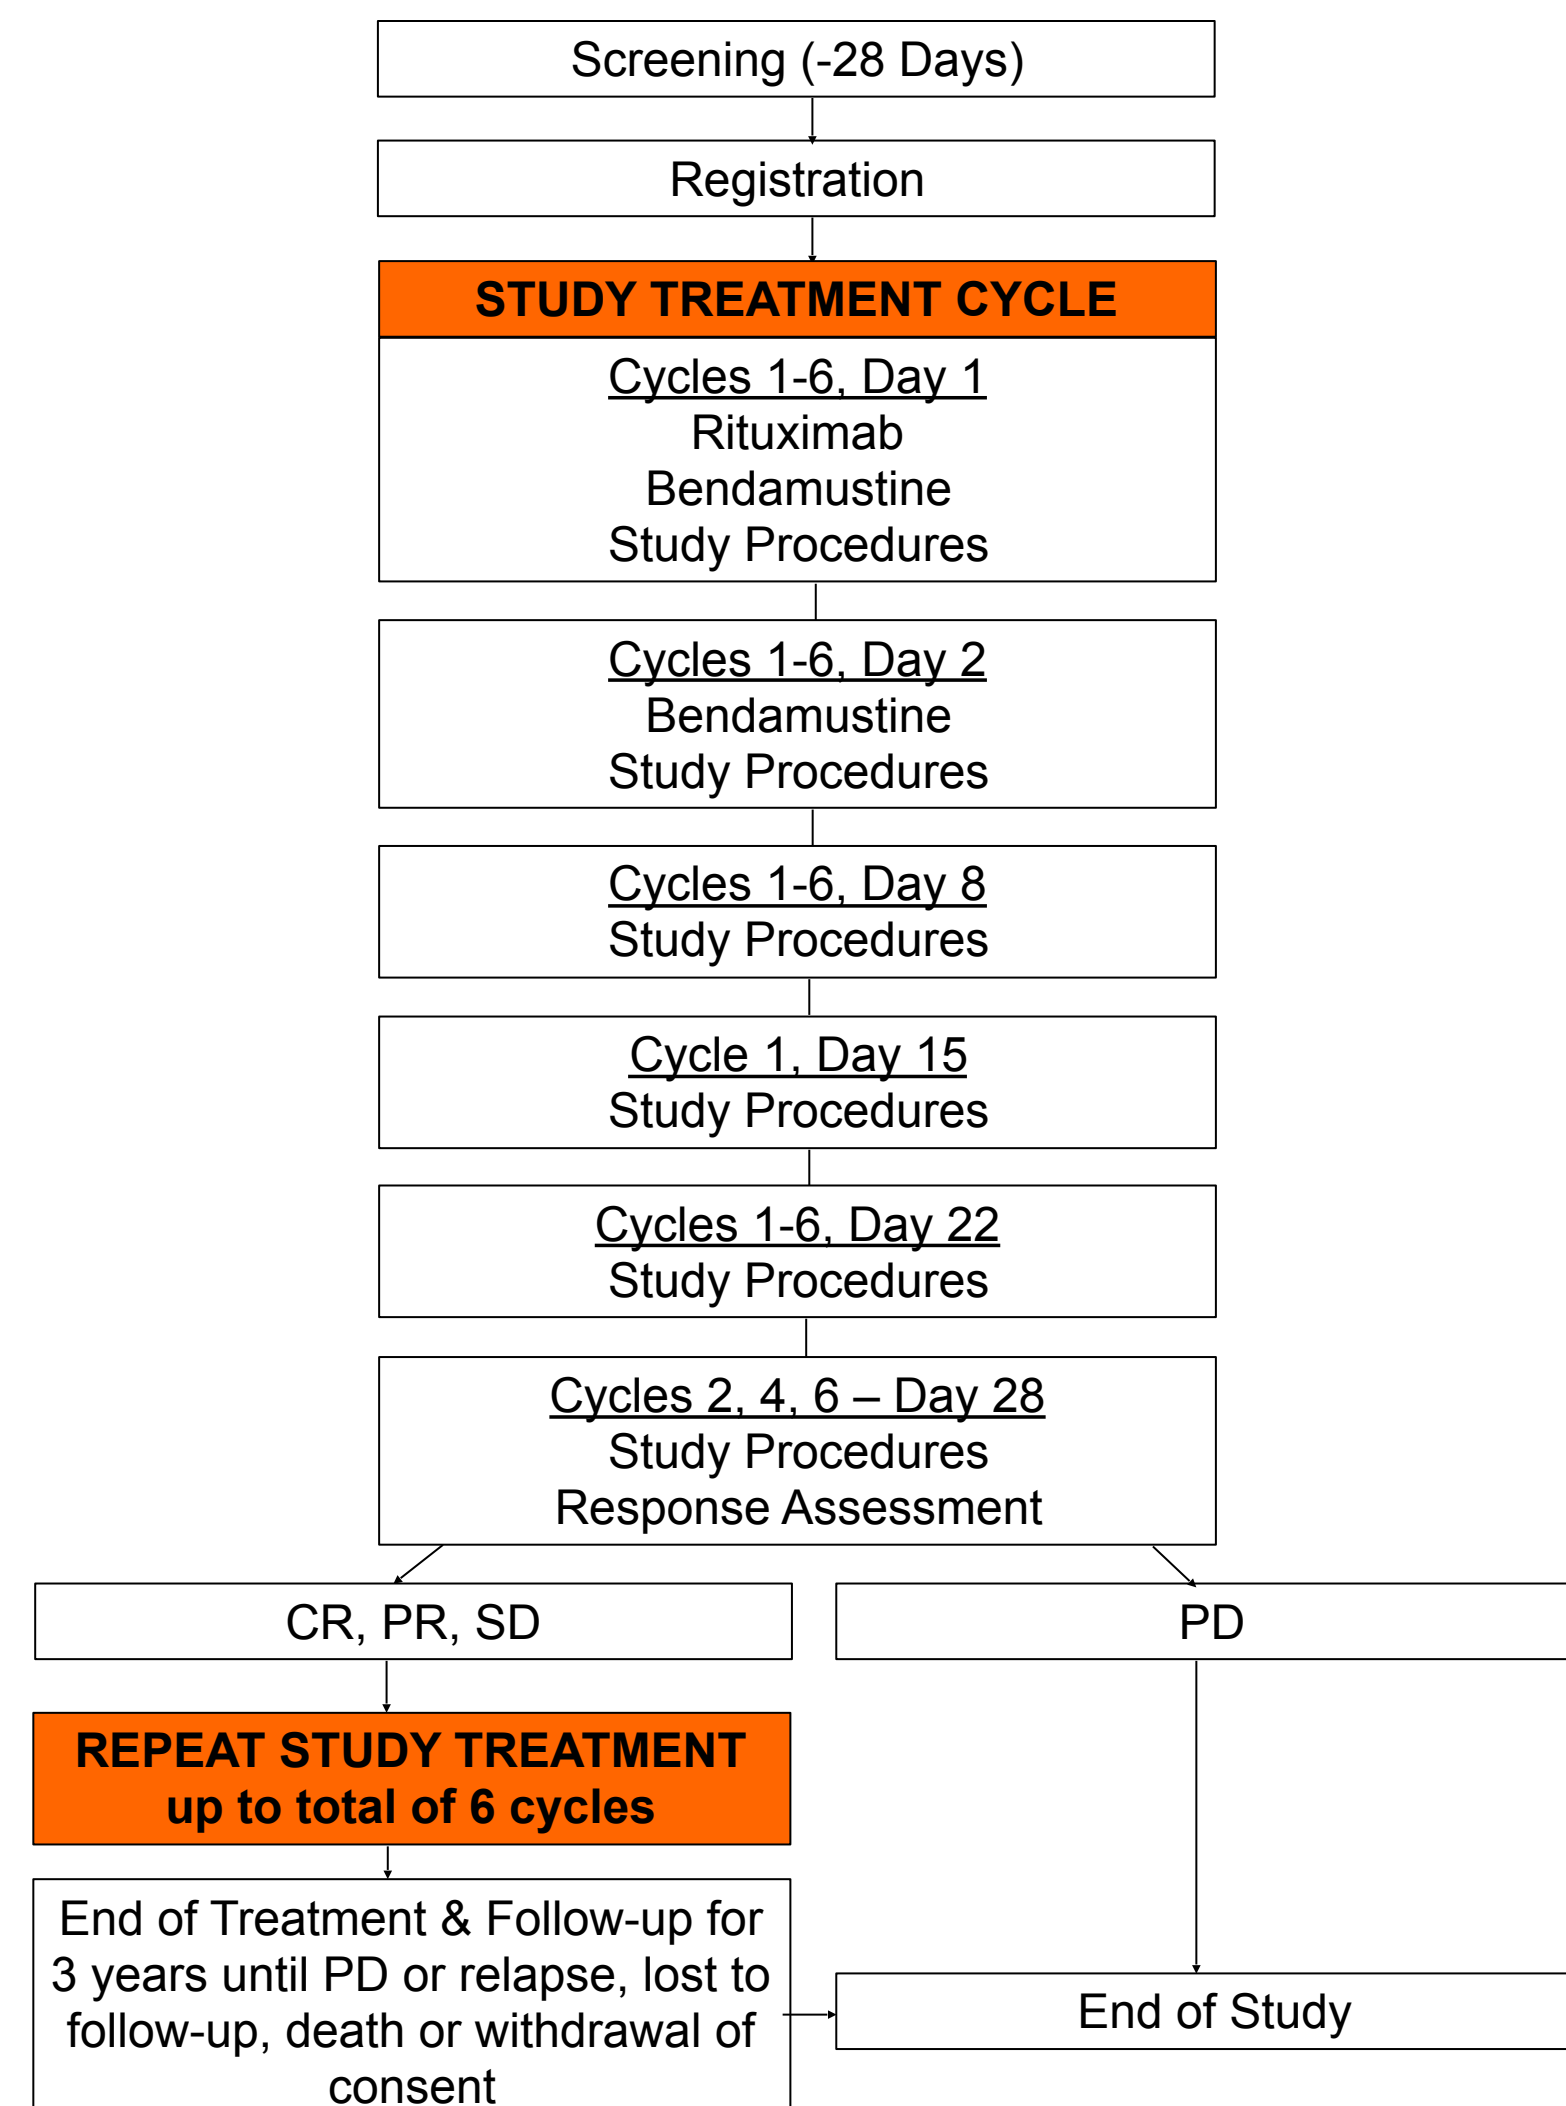 Screening (-28 Days)
Registration
STUDY TREATMENT CYCLE
Cycles 1-6, Day 1
Rituximab
Bendamustine
Study Procedures
Cycles 1-6, Day 2
Bendamustine
Study Procedures
Cycles 1-6, Day 8
Study Procedures
Cycle 1, Day 15
Study Procedures
Cycles 1-6, Day 22
Study Procedures
Cycles 2, 4, 6 – Day 28
Study Procedures
Response Assessment
CR, PR, SD
PD
REPEAT STUDY TREATMENT
up to total of 6 cycles
End of Treatment & Follow-up for
3 years until PD or relapse, lost to
follow-up, death or withdrawal of
consent
End of Study